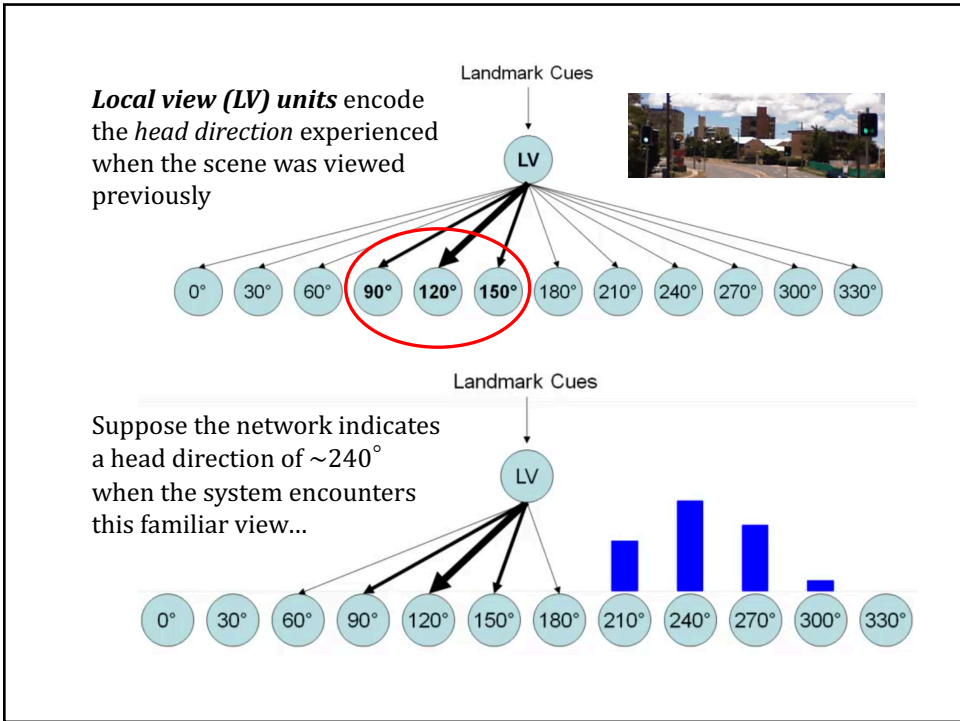 Landmark Cues
Local view (LV) units encode
the head direction experienced
when the scene was viewed
previously
LV
0° 30° 60° 90° 120° 150° 180° 210° 240° 270° 300° 330°
Landmark Cues
Suppose the network indicates
a head direction of ~240°
when the system encounters
this familiar view...
LV
0° 30° 60° 90° 120° 150° 180° 210° 240° 270° 300° 330°